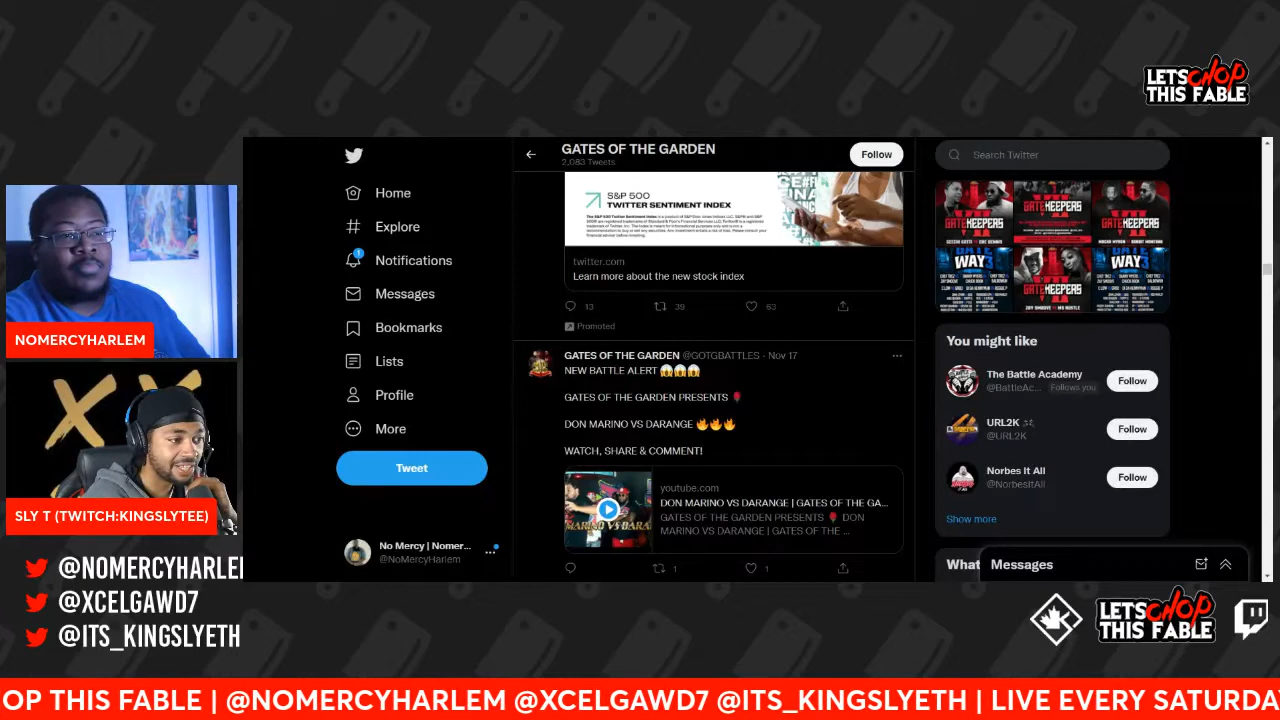 LETS CHOP
THIS FABLE
GATES OF THE GARDEN
2,083 Tweets
Follow
Search Twitter
Home
Explore
1
Notifications
Messages
Bookmarks
Lists
Profile
More
Tweet
No Mercy | Nomer...
@NoMercyHarlem
S&P 500
TWITTER SENTIMENT INDEX
twitter.com
Learn more about the new stock index
13
39
63
Promoted
GATES OF THE GARDEN @GOTGBATTLES · Nov 17
NEW BATTLE ALERT 😱😱😱
GATES OF THE GARDEN PRESENTS 🌹
DON MARINO VS DARANGE 🔥🔥🔥
WATCH, SHARE & COMMENT!
youtube.com
DON MARINO VS DARANGE | GATES OF THE GA...
GATES OF THE GARDEN PRESENTS 🌹 DON
MARINO VS DARANGE | GATES OF THE ...
1
1
GATEKEEPERS
GATEKEEPERS
GATEKEEPERS
WAY
GATEKEEPERS
WAY
You might like
The Battle Academy
@BattleAc... Follows you
Follow
URL2K
@URL2K
Follow
Norbes It All
@NorbesItAll
Follow
Show more
What
Messages
NOMERCYHARLEM
SLY T (TWITCH:KINGSLYTEE)
@NOMERCYHARLE
@XCELGAWD7
@ITS_KINGSLYETH
LETS CHOP
THIS FABLE
OP THIS FABLE | @NOMERCYHARLEM @XCELGAWD7 @ITS_KINGSLYETH | LIVE EVERY SATURDA